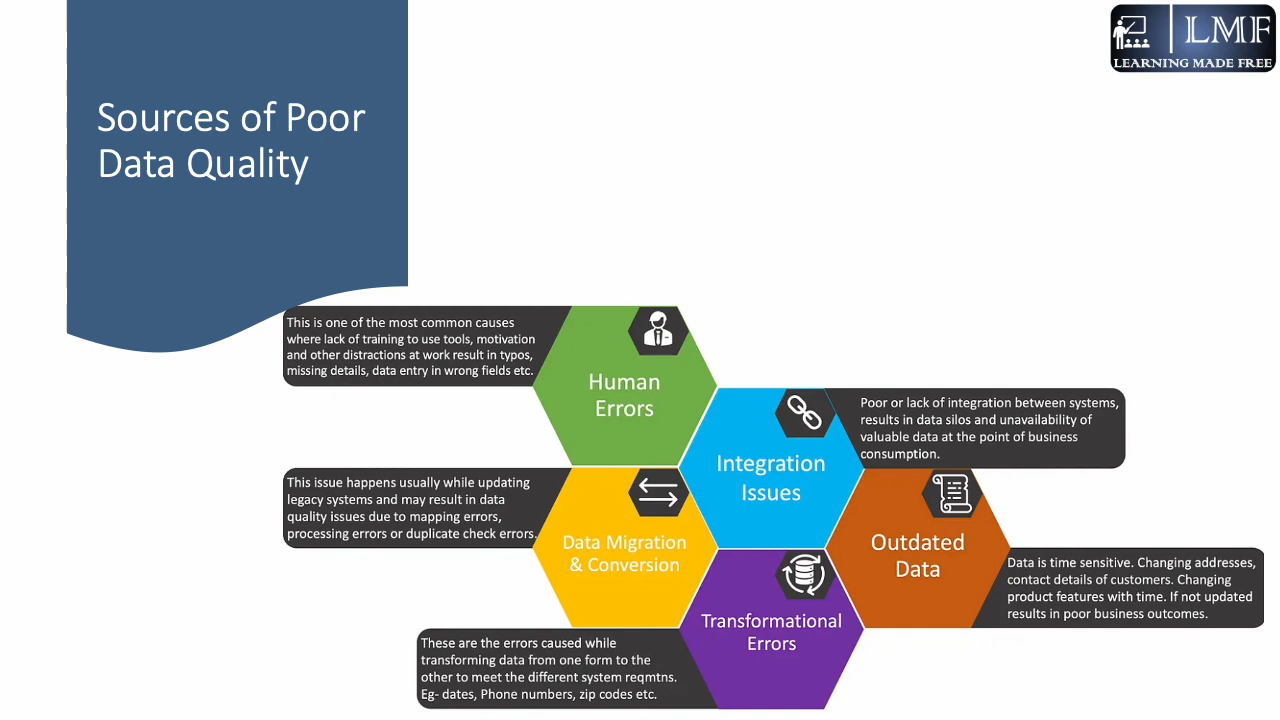 LMF
LEARNING MADE FREE
Sources of Poor
Data Quality
This is one of the most common causes
where lack of training to use tools, motivation
and other distractions at work result in typos,
missing details, data entry in wrong fields etc.
Human
Errors
Poor or lack of integration between systems,
results in data silos and unavailability of
valuable data at the point of business
consumption.
Integration
Issues
This issue happens usually while updating
legacy systems and may result in data
quality issues due to mapping errors,
processing errors or duplicate check errors.
Data Migration
& Conversion
Outdated
Data
Data is time sensitive. Changing addresses,
contact details of customers. Changing
product features with time. If not updated
results in poor business outcomes.
Transformational
Errors
These are the errors caused while
transforming data from one form to the
other to meet the different system reqmtns.
Eg- dates, Phone numbers, zip codes etc.